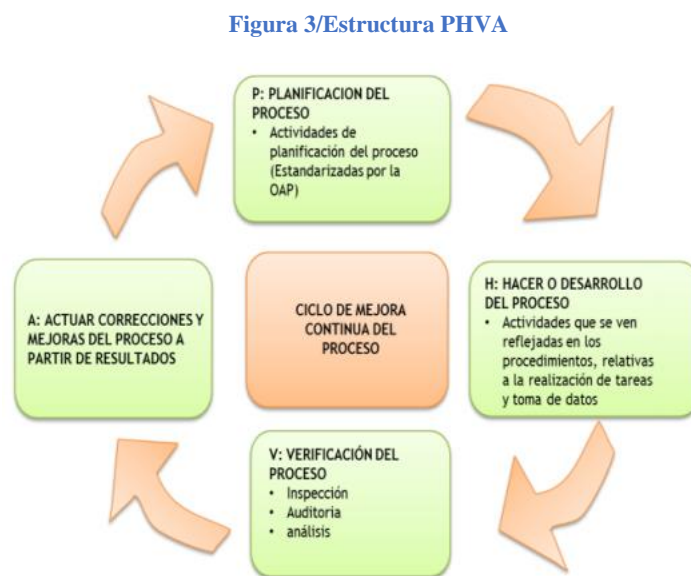 Figura 3/Estructura PHVA
P: PLANIFICACION DEL
PROCESO
• Actividades de
planificación del proceso
(Estandarizadas por la
OAP)
H: HACER O DESARROLLO
DEL PROCESO
• Actividades que se ven
reflejadas en los
procedimientos, relativas
a la realización de tareas
y toma de datos
A: ACTUAR CORRECCIONES Y
MEJORAS DEL PROCESO A
PARTIR DE RESULTADOS
CICLO DE MEJORA
CONTINUA DEL
PROCESO
V: VERIFICACIÓN DEL
PROCESO
• Inspección
• Auditoria
• análisis